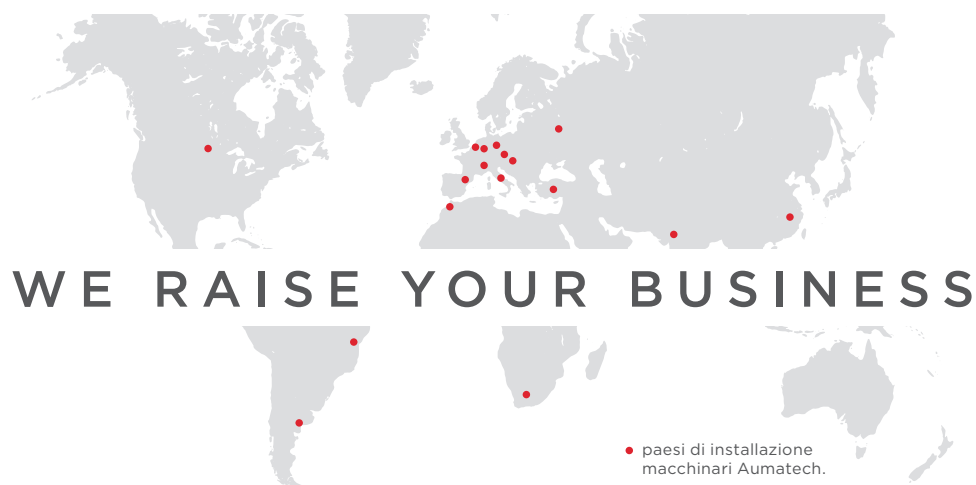 WE RAISE YOUR BUSINESS
paesi di installazione
macchinari Aumatech.